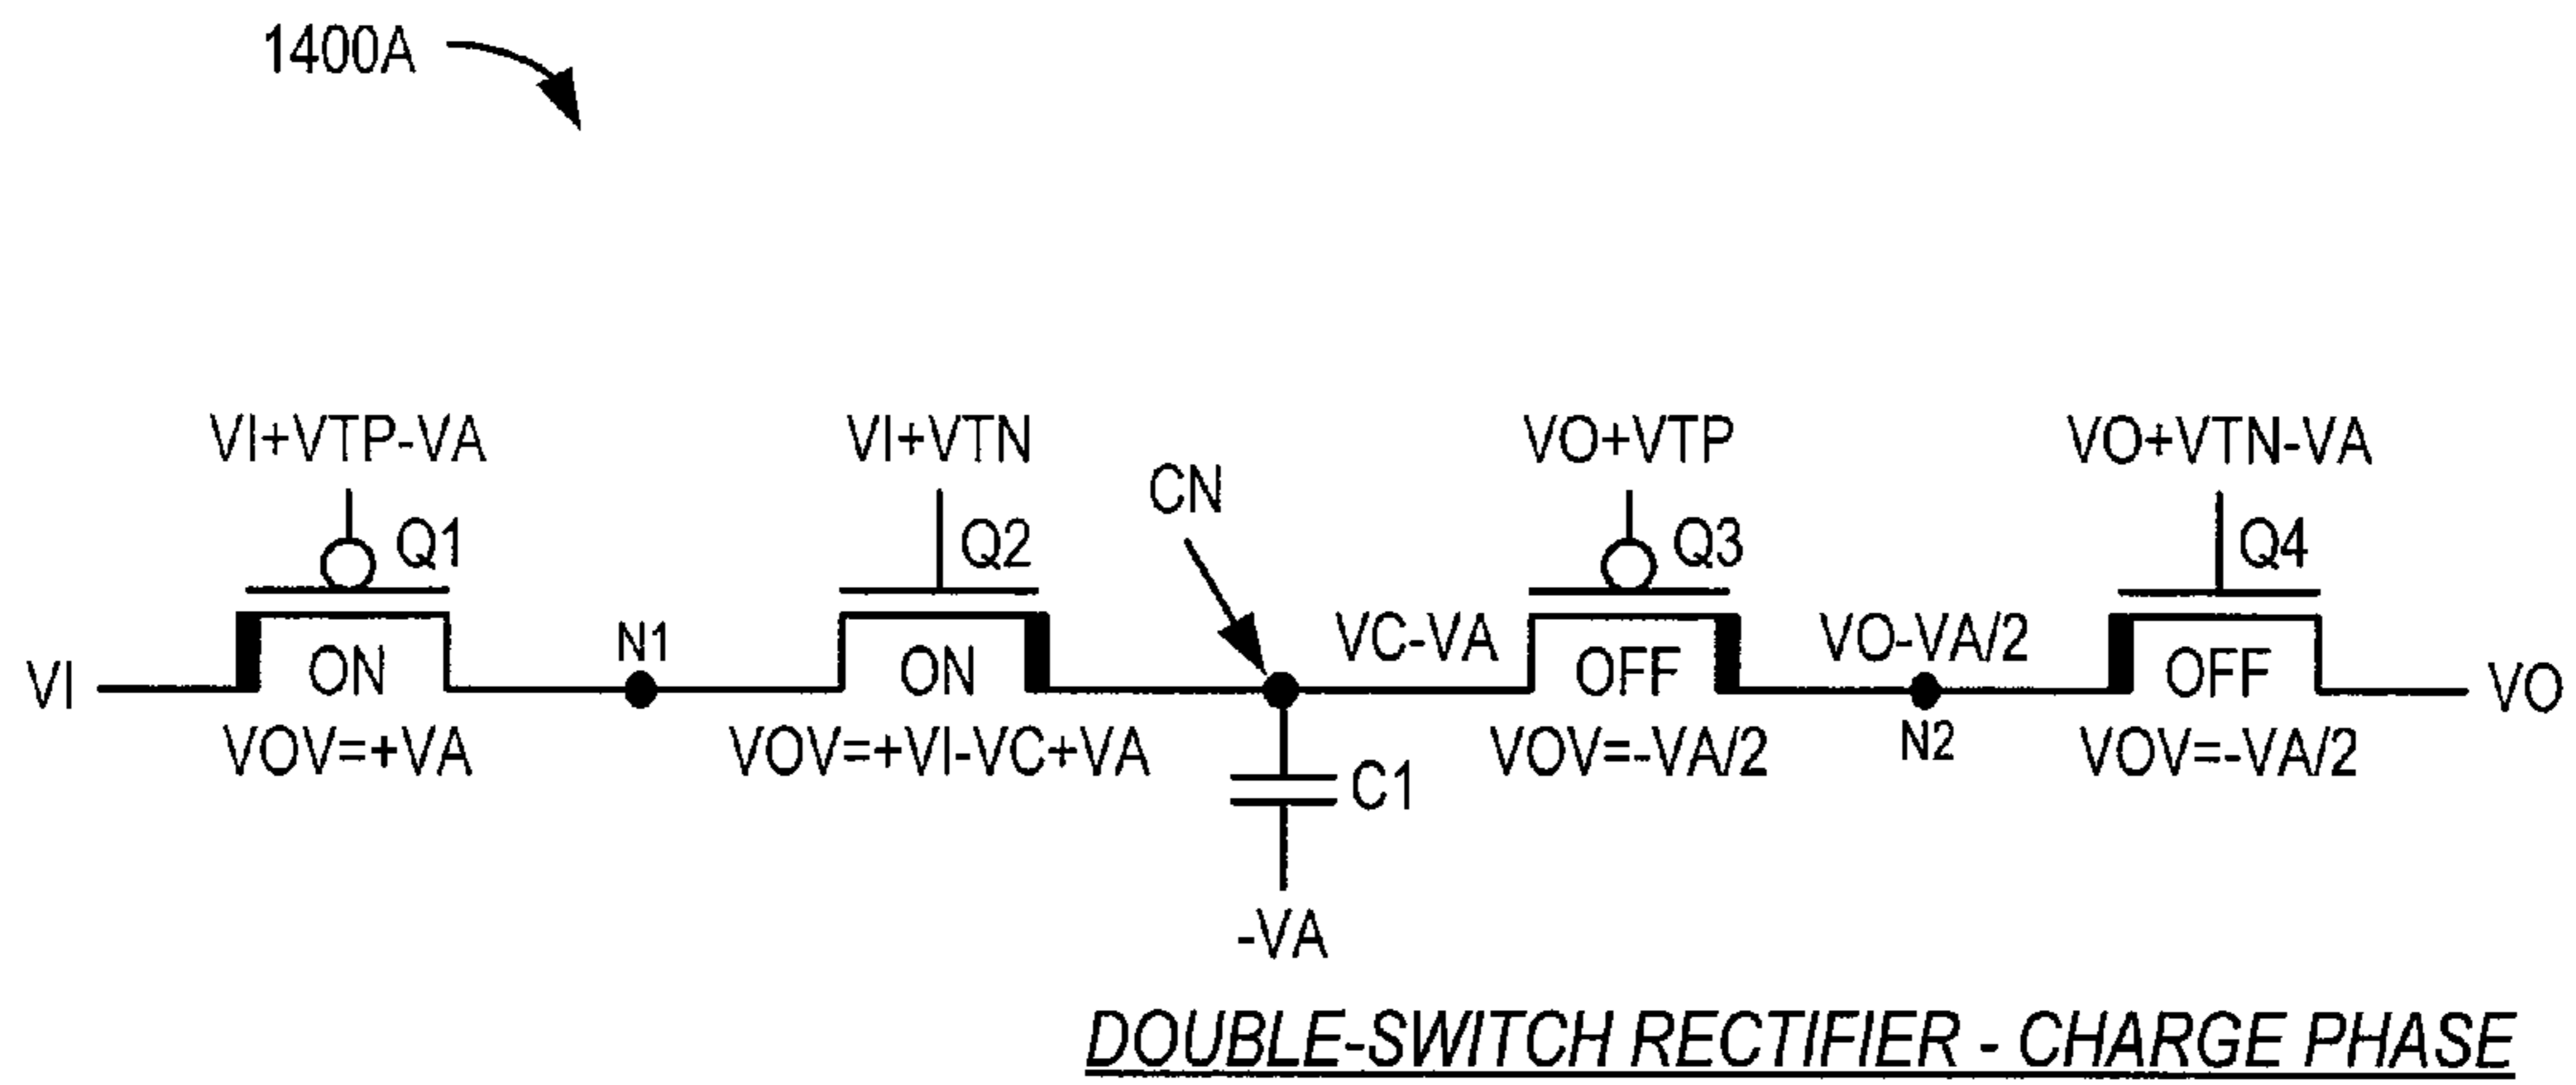 1400A
VI+VTP-VA VI+VTN VO+VTP VO+VTN-VA
CN
Q1 Q2 Q3 Q4
N1 VC-VA VO-VA/2
VI ON ON OFF OFF VO
VOV=+VA VOV=+VI-VC+VA VOV=-VA/2 N2 VOV=-VA/2
C1
-VA
DOUBLE-SWITCH RECTIFIER - CHARGE PHASE